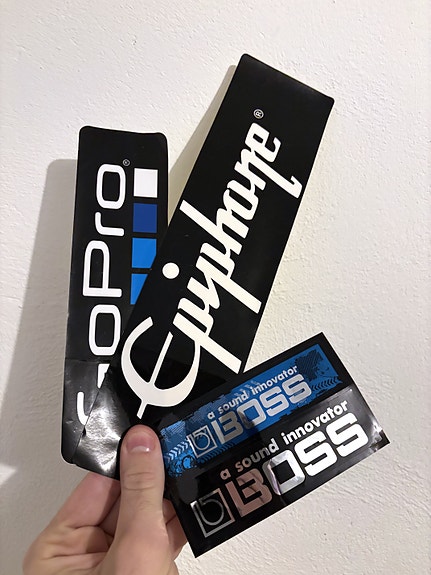 GoPro®
Epiphone®
a sound innovator
BOSS
a sound innovator
BOSS